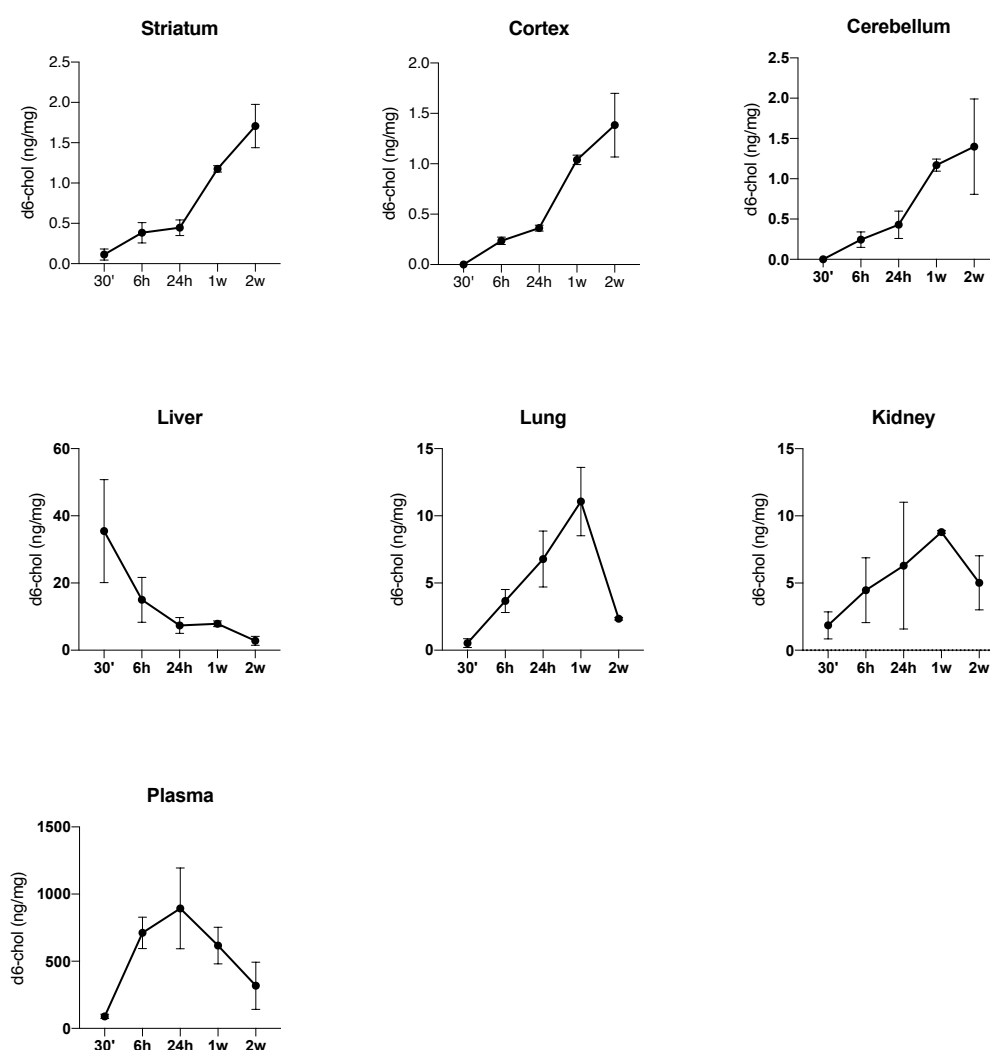 Striatum
d6-chol (ng/mg)
2.5
2.0
1.5
1.0
0.5
0.0
30' 6h 24h 1w 2w
Cortex
d6-chol (ng/mg)
2.0
1.5
1.0
0.5
0.0
30' 6h 24h 1w 2w
Cerebellum
d6-chol (ng/mg)
2.5
2.0
1.5
1.0
0.5
0.0
30' 6h 24h 1w 2w
Liver
d6-chol (ng/mg)
60
40
20
0
30' 6h 24h 1w 2w
Lung
d6-chol (ng/mg)
15
10
5
0
30' 6h 24h 1w 2w
Kidney
d6-chol (ng/mg)
15
10
5
0
30' 6h 24h 1w 2w
Plasma
d6-chol (ng/mg)
1500
1000
500
0
30' 6h 24h 1w 2w